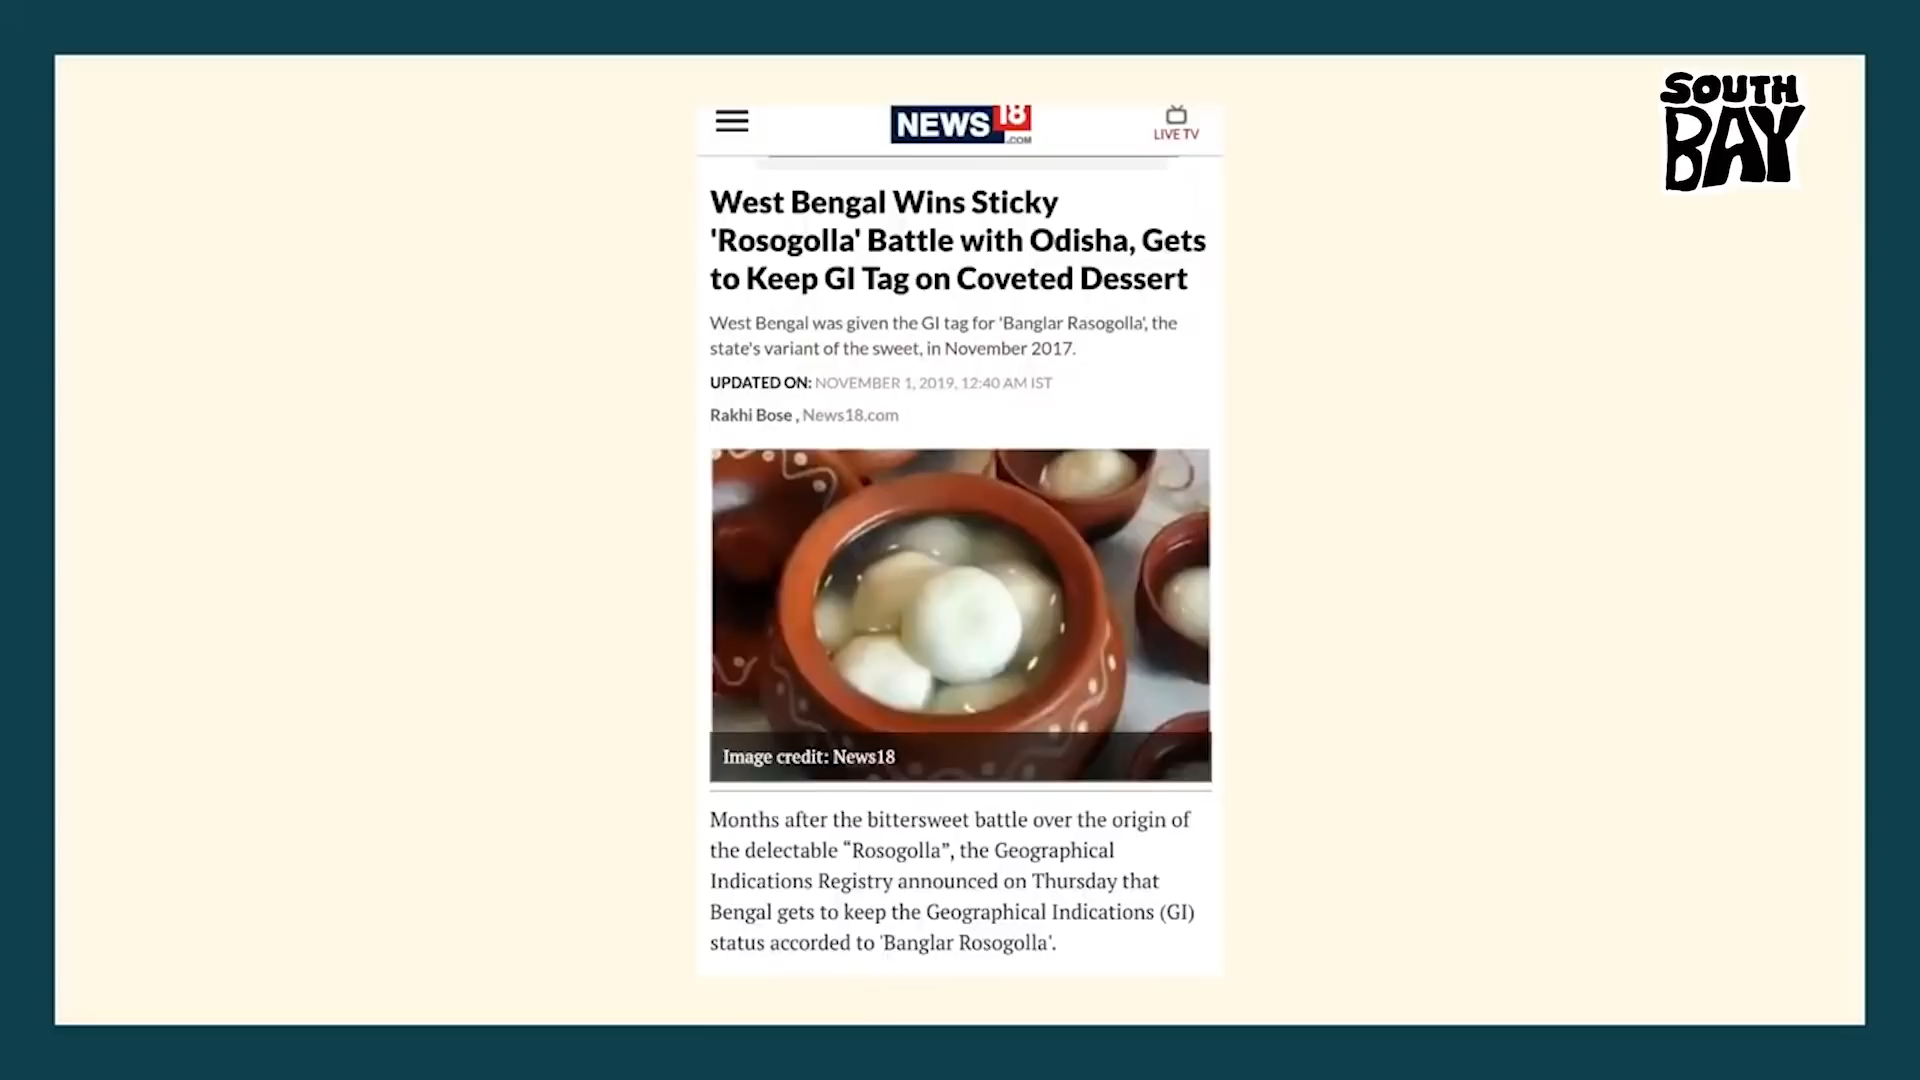 SOUTH
BAY
NEWS 18
.COM
LIVE TV
West Bengal Wins Sticky
'Rosogolla' Battle with Odisha, Gets
to Keep GI Tag on Coveted Dessert
West Bengal was given the GI tag for 'Banglar Rasogolla', the
state's variant of the sweet, in November 2017.
UPDATED ON: NOVEMBER 1, 2019, 12:40 AM IST
Rakhi Bose , News18.com
Image credit: News18
Months after the bittersweet battle over the origin of
the delectable “Rosogolla”, the Geographical
Indications Registry announced on Thursday that
Bengal gets to keep the Geographical Indications (GI)
status accorded to 'Banglar Rosogolla'.